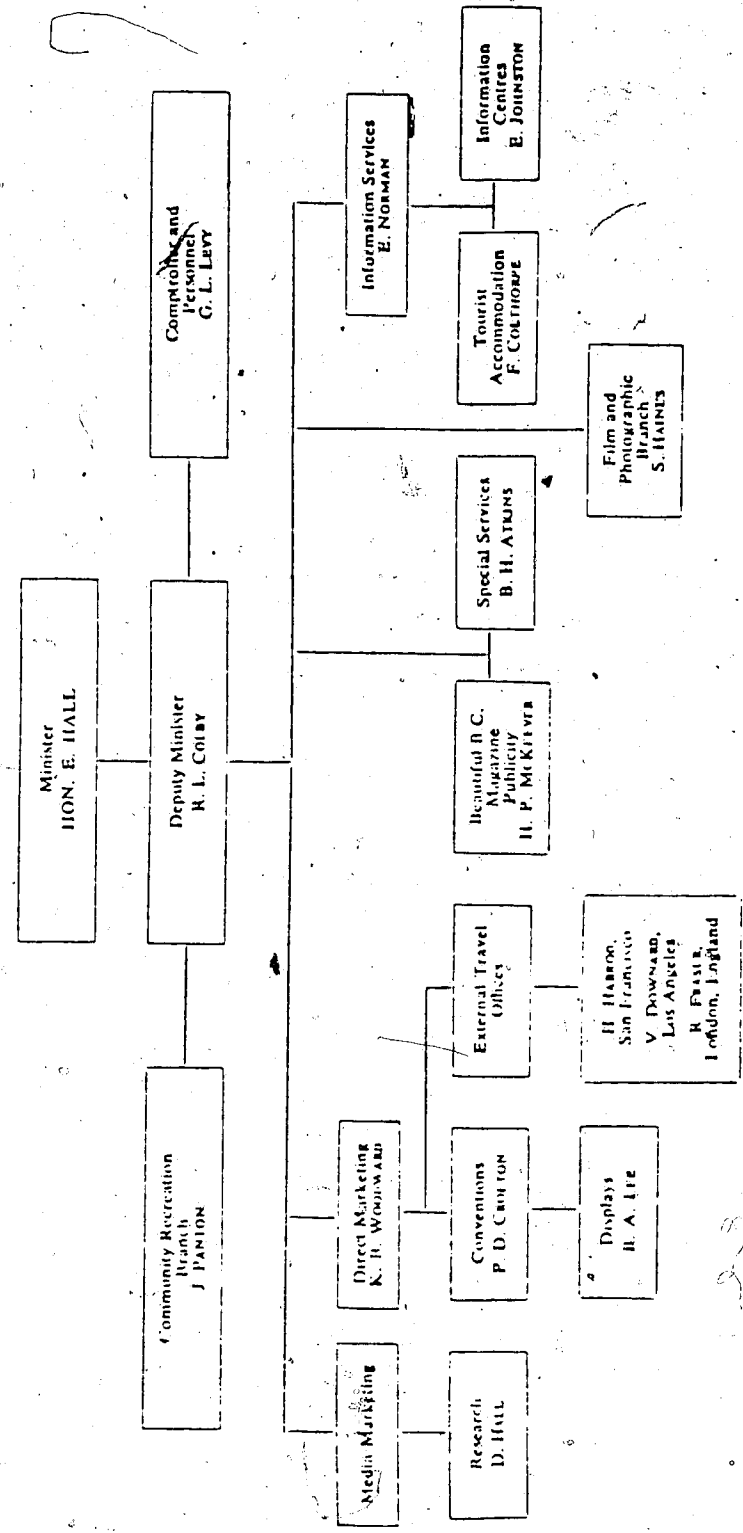 Minister
HON. E. HALL
Community Recreation
Branch
J. PANTON
Deputy Minister
R. L. COLBY
Comptroller and
Personnel
G. L. LEVY
Media Marketing
Direct Marketing
K. B. WOODWARD
Information Services
E. NORMAN
Research
D. HALL
Conventions
P. D. CROFTON
External Travel
Offices
Beautiful B.C.
Magazine
Publicity
H. P. MCKEEVER
Special Services
B. H. ATKINS
Tourist
Accommodation
F. COLTHORPE
Information
Centres
E. JOHNSTON
Displays
B. A. LEE
H. HARROD,
San Francisco
V. DOWNARD,
Los Angeles
R. FRASER,
London, England
Film and
Photographic
Branch
S. HAINES